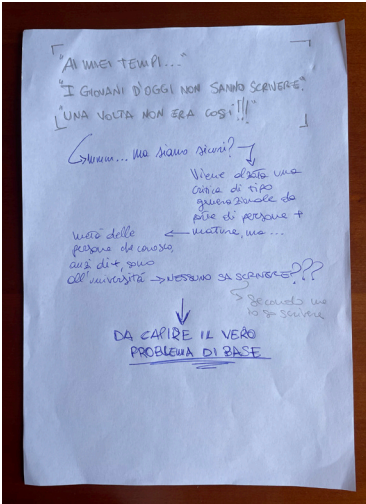 "AI MIEI TEMPI..."
"I GIOVANI D'OGGI NON SANNO SCRIVERE."
"UNA VOLTA NON ERA COSÌ!!!"
mmm... ma siamo sicuri?
Viene alzata una
critica di tipo
generazionale da
parte di persone +
mature, ma...
metà delle
persone che conosco,
anzi di +, sono
all'università → NESSUNO SA SCRIVERE???
secondo me
lo sa scrivere
DA CAPIRE IL VERO
PROBLEMA DI BASE